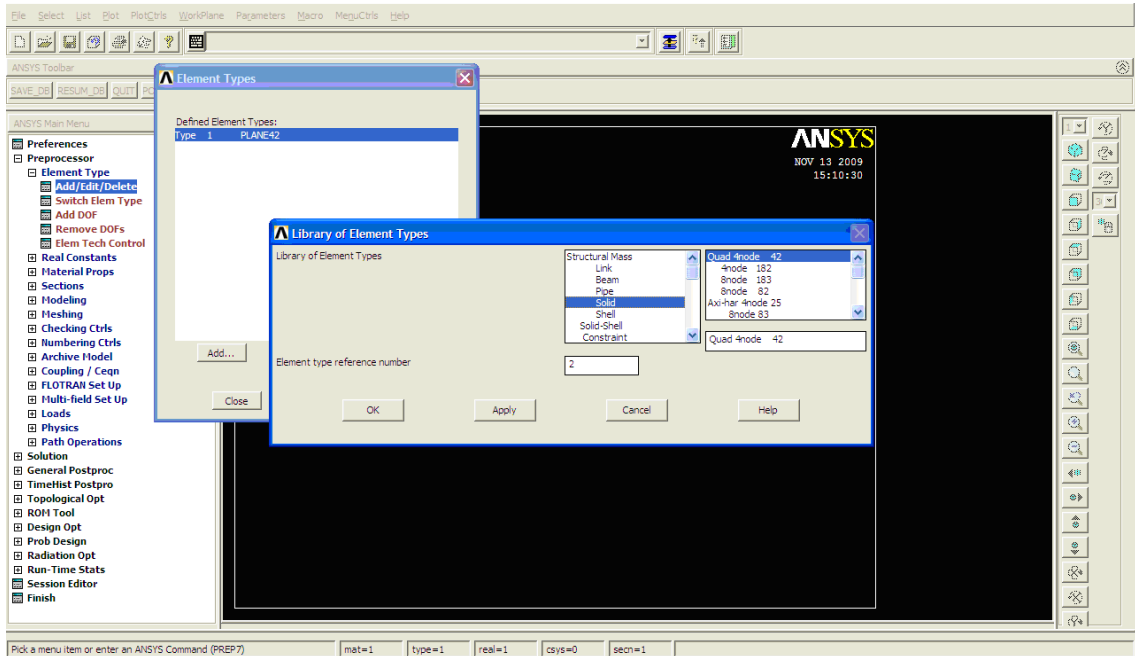 File Select List Plot PlotCtrls WorkPlane Parameters Macro MenuCtrls Help
ANSYS Toolbar
SAVE_DB RESUM_DB QUIT
ANSYS Main Menu
Preferences
Preprocessor
Element Type
Add/Edit/Delete
Switch Elem Type
Add DOF
Remove DOFs
Elem Tech Control
Real Constants
Material Props
Sections
Modeling
Meshing
Checking Ctrls
Numbering Ctrls
Archive Model
Coupling / Ceqn
FLOTRAN Set Up
Multi-field Set Up
Loads
Physics
Path Operations
Solution
General Postproc
TimeHist Postpro
Topological Opt
ROM Tool
Design Opt
Prob Design
Radiation Opt
Run-Time Stats
Session Editor
Finish
Element Types
Defined Element Types:
Type 1 PLANE42
Add...
Close
ANSYS
NOV 13 2009
15:10:30
Library of Element Types
Library of Element Types
Structural Mass
Link
Beam
Pipe
Solid
Shell
Solid-Shell
Constraint
Quad 4node 42
4node 182
8node 183
8node 82
Axi-har 4node 25
8node 83
Quad 4node 42
Element type reference number
2
OK Apply Cancel Help
1
3
Pick a menu item or enter an ANSYS Command (PREP7) mat=1 type=1 real=1 csys=0 secn=1